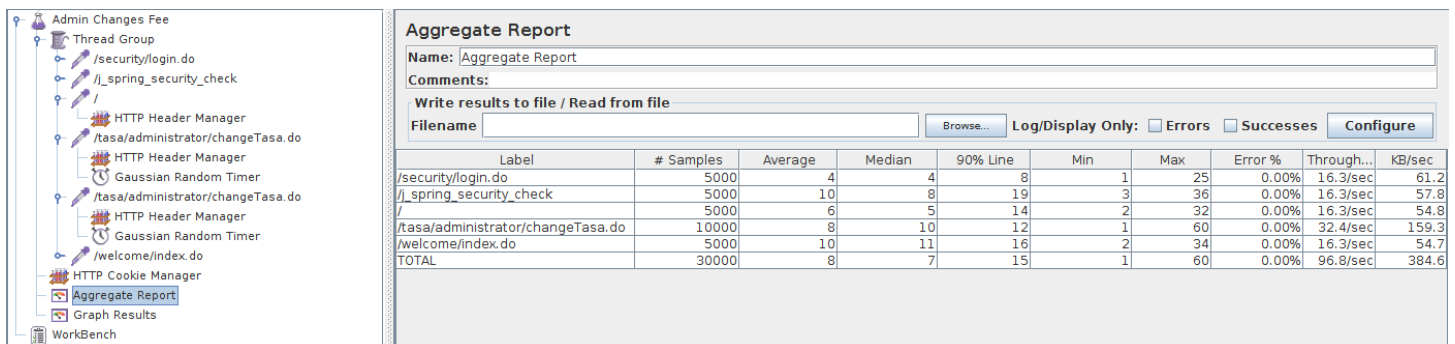 Admin Changes Fee
Thread Group
/security/login.do
/j_spring_security_check
/
HTTP Header Manager
/tasa/administrator/changeTasa.do
HTTP Header Manager
Gaussian Random Timer
/tasa/administrator/changeTasa.do
HTTP Header Manager
Gaussian Random Timer
/welcome/index.do
HTTP Cookie Manager
Aggregate Report
Graph Results
WorkBench
Aggregate Report
Name: Aggregate Report
Comments:
Write results to file / Read from file
Filename Browse... Log/Display Only: Errors Successes Configure
Label # Samples Average Median 90% Line Min Max Error % Through... KB/sec
/security/login.do 5000 4 4 8 1 25 0.00% 16.3/sec 61.2
/j_spring_security_check 5000 10 8 19 3 36 0.00% 16.3/sec 57.8
/ 5000 6 5 14 2 32 0.00% 16.3/sec 54.8
/tasa/administrator/changeTasa.do 10000 8 10 12 1 60 0.00% 32.4/sec 159.3
/welcome/index.do 5000 10 11 16 2 34 0.00% 16.3/sec 54.7
TOTAL 30000 8 7 15 1 60 0.00% 96.8/sec 384.6